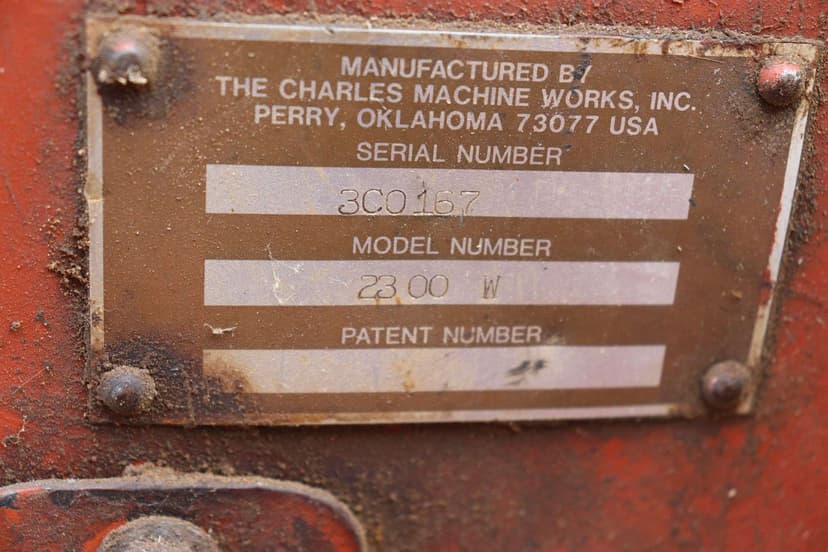 MANUFACTURED BY
THE CHARLES MACHINE WORKS, INC.
PERRY, OKLAHOMA 73077 USA
SERIAL NUMBER
3C0167
MODEL NUMBER
2300 W
PATENT NUMBER